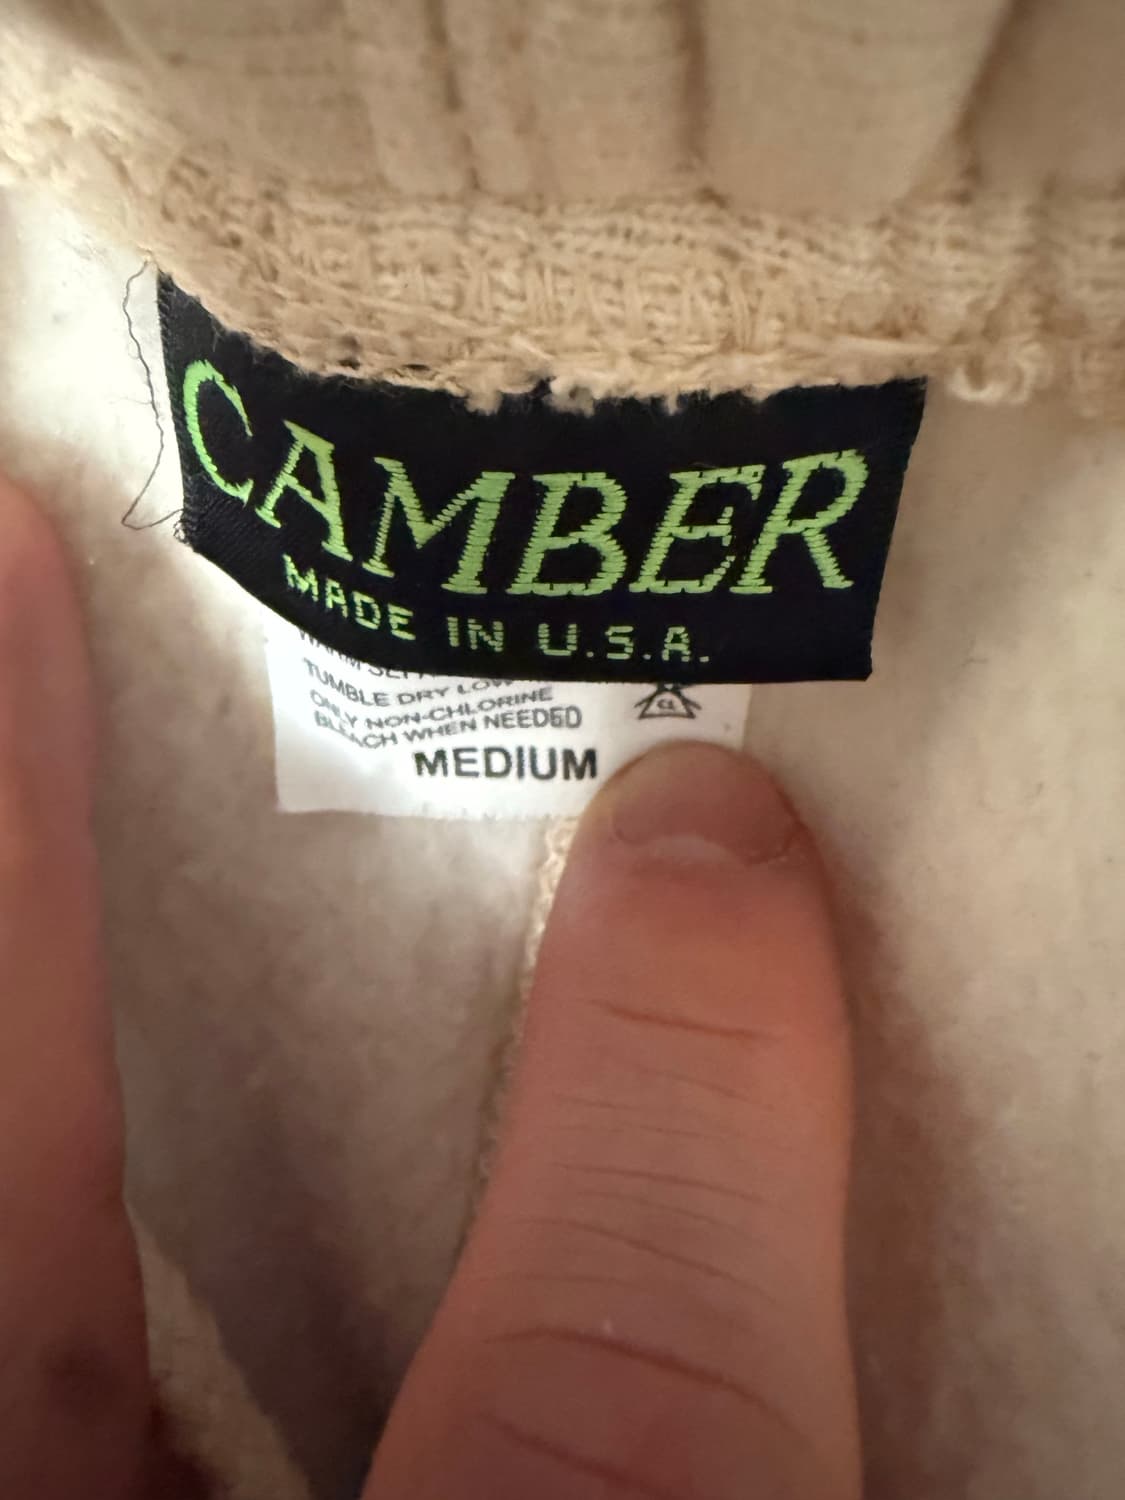 CAMBER
MADE IN U.S.A.
TUMBLE DRY LOW
ONLY NON-CHLORINE
BLEACH WHEN NEEDED
MEDIUM